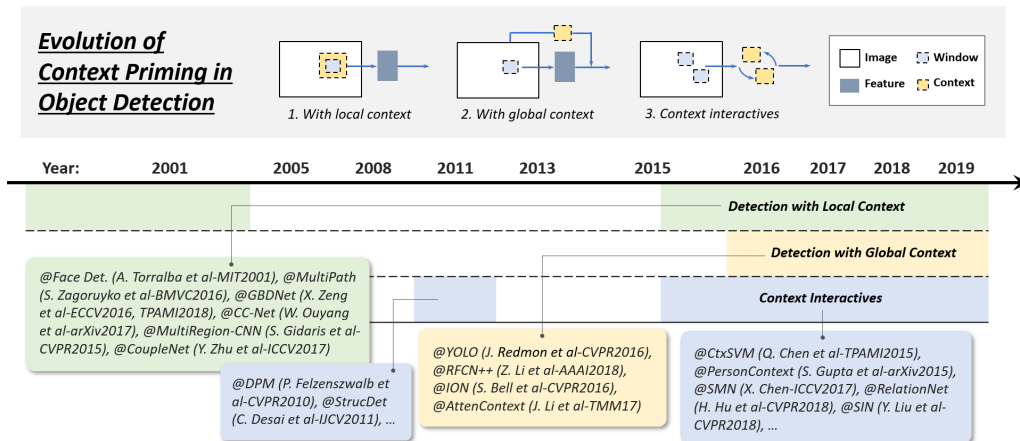 Evolution of
Context Priming in
Object Detection
1. With local context
2. With global context
3. Context interactives
Image
Window
Feature
Context
Year: 2001 2005 2008 2011 2013 2015 2016 2017 2018 2019
Detection with Local Context
Detection with Global Context
Context Interactives
@Face Det. (A. Torralba et al-MIT2001), @MultiPath
(S. Zagoruyko et al-BMVC2016), @GBDNet (X. Zeng
et al-ECCV2016, TPAMI2018), @CC-Net (W. Ouyang
et al-arXiv2017), @MultiRegion-CNN (S. Gidaris et al-
CVPR2015), @CoupleNet (Y. Zhu et al-ICCV2017)
@DPM (P. Felzenszwalb et
al-CVPR2010), @StrucDet
(C. Desai et al-IJCV2011), ...
@YOLO (J. Redmon et al-CVPR2016),
@RFCN++ (Z. Li et al-AAAI2018),
@ION (S. Bell et al-CVPR2016),
@AttenContext (J. Li et al-TMM17)
@CtxSVM (Q. Chen et al-TPAMI2015),
@PersonContext (S. Gupta et al-arXiv2015),
@SMN (X. Chen-ICCV2017), @RelationNet
(H. Hu et al-CVPR2018), @SIN (Y. Liu et al-
CVPR2018), ...